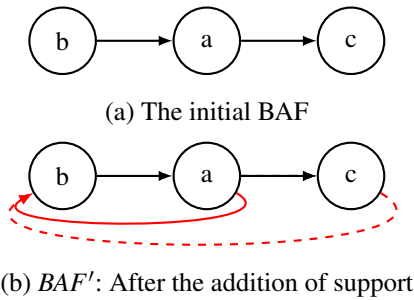 b a c
(a) The initial BAF
b a c
(b) BAF′: After the addition of support